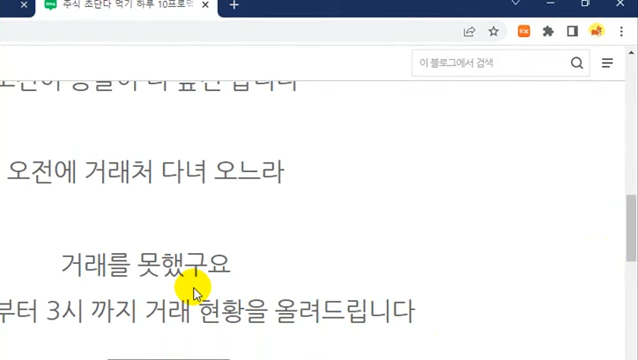 주식 초단다 먹기 하루 10프로
이 블로그에서 검색
오전에 거래처 다녀 오느라
거래를 못했구요
부터 3시 까지 거래 현황을 올려드립니다